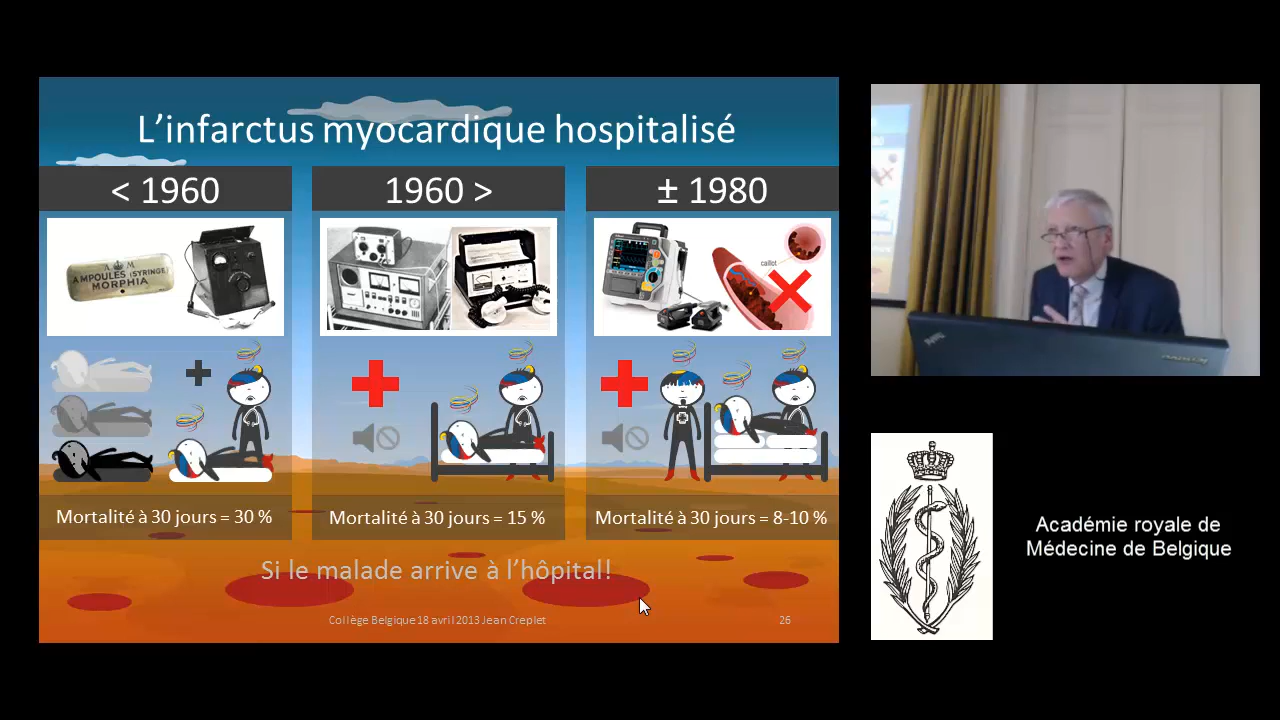 L’infarctus myocardique hospitalisé
< 1960
1960 >
± 1980
A M
AMPOULES (SYRINGE)
MORPHIA
caillot
Mortalité à 30 jours = 30 %
Mortalité à 30 jours = 15 %
Mortalité à 30 jours = 8-10 %
Si le malade arrive à l’hôpital!
Collège Belgique 18 avril 2013 Jean Creplet
26
Académie royale de
Médecine de Belgique